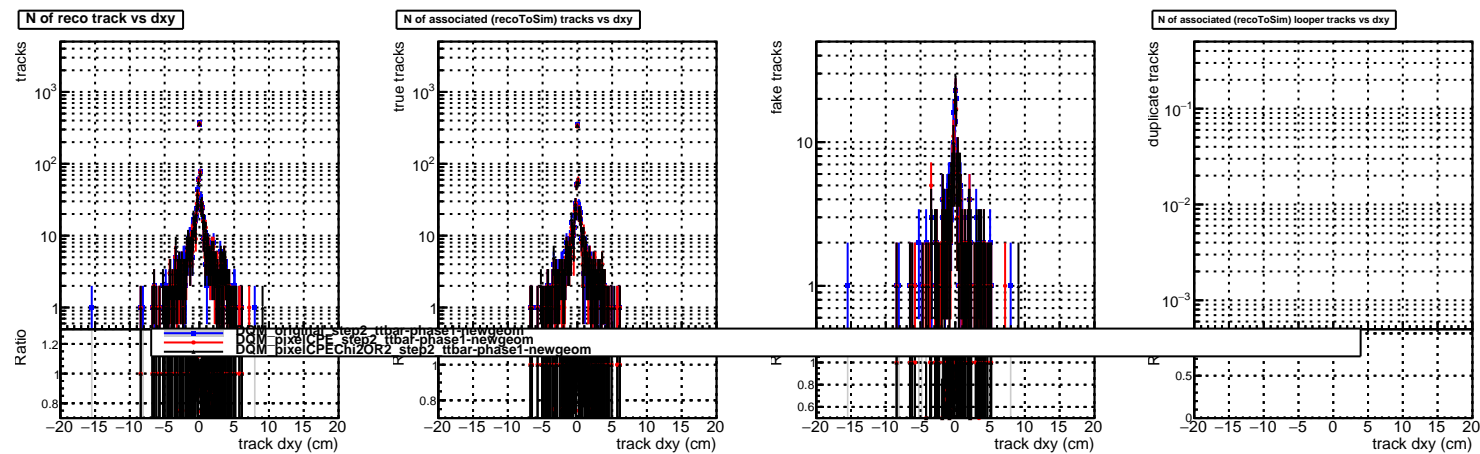 N of reco track vs dxy
N of associated (recoToSim) tracks vs dxy
N of associated (recoToSim) looper tracks vs dxy
tracks
10³
10²
10
1
true tracks
10³
10²
10
1
fake tracks
10
1
duplicate tracks
10⁻¹
10⁻²
10⁻³
DQM_original_step2_ttbar-phase1-newgeom
DQM_pixelCPE_step2_ttbar-phase1-newgeom
DQM_pixelCPEChi2OR2_step2_ttbar-phase1-newgeom
Ratio
1.2
1
0.8
1
0.8
1
0.8
0.6
0.5
0
−20 −15 −10 −5 0 5 10 15 20
track dxy (cm)
−20 −15 −10 −5 0 5 10 15 20
track dxy (cm)
−20 −15 −10 −5 0 5 10 15 20
track dxy (cm)
−20 −15 −10 −5 0 5 10 15 20
track dxy (cm)